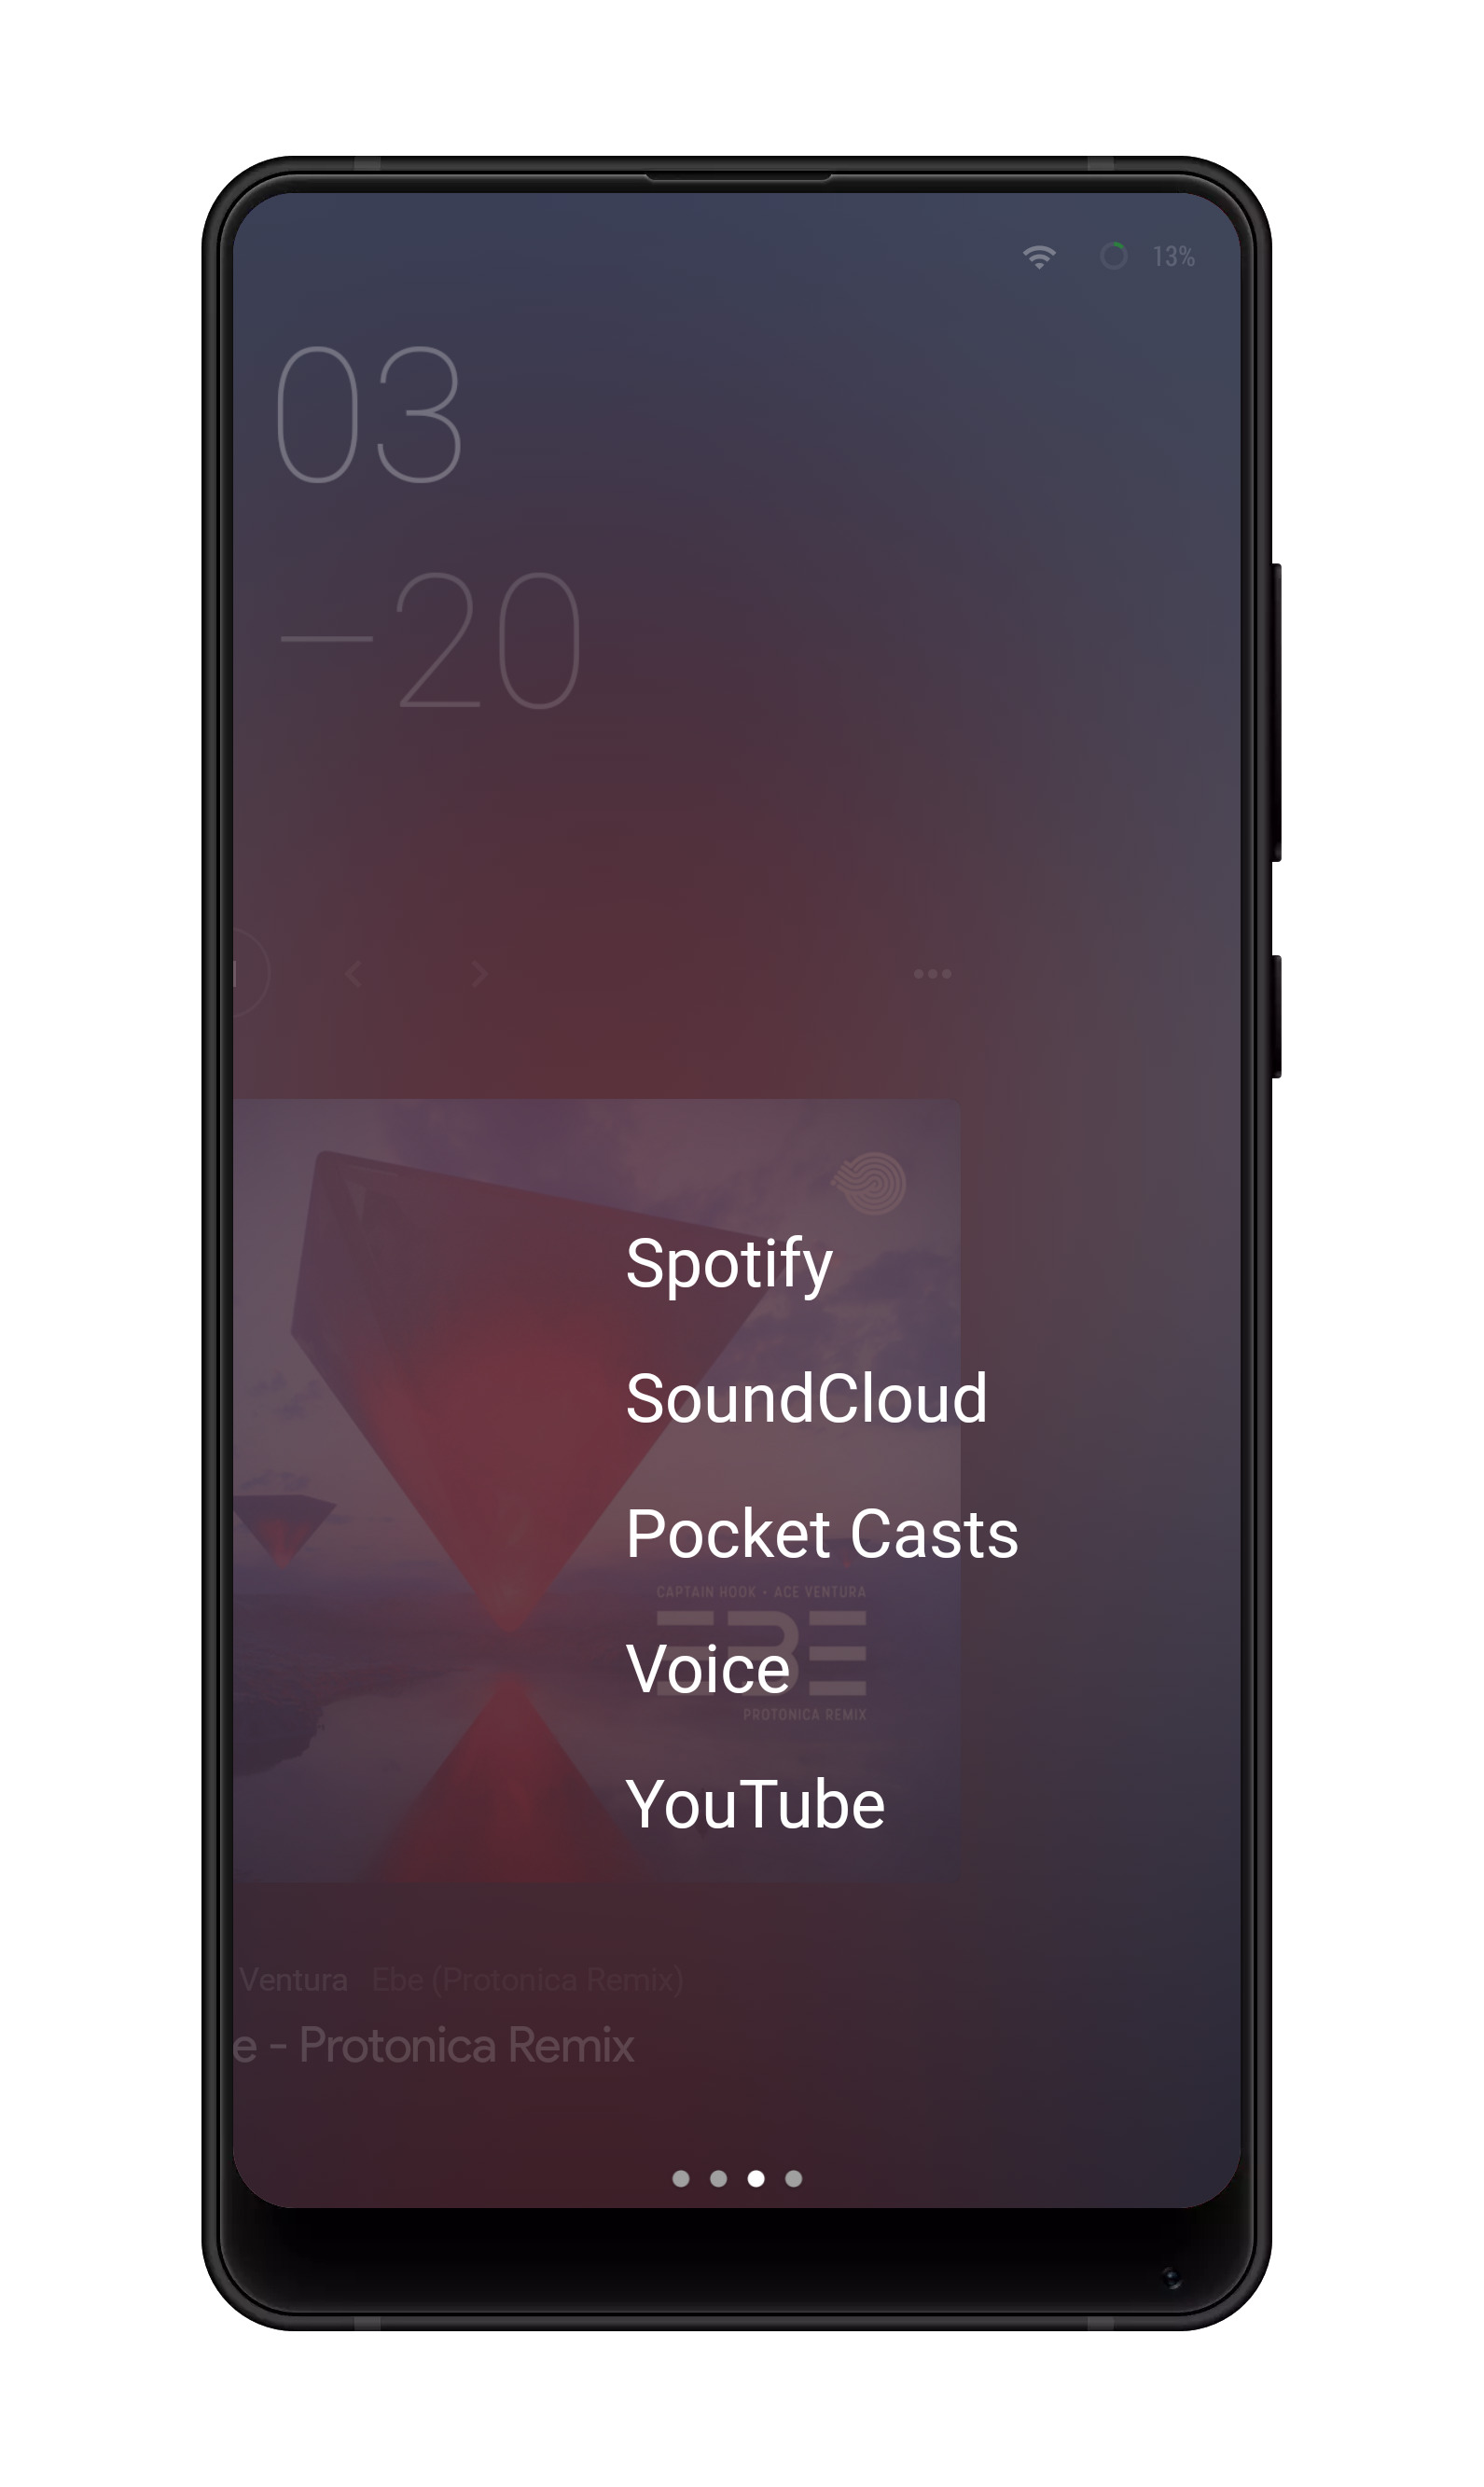 13%
03
—20
Spotify
SoundCloud
Pocket Casts
CAPTAIN HOOK • ACE VENTURA
EBE
Voice
PROTONICA REMIX
YouTube
Ventura Ebe (Protonica Remix)
e - Protonica Remix